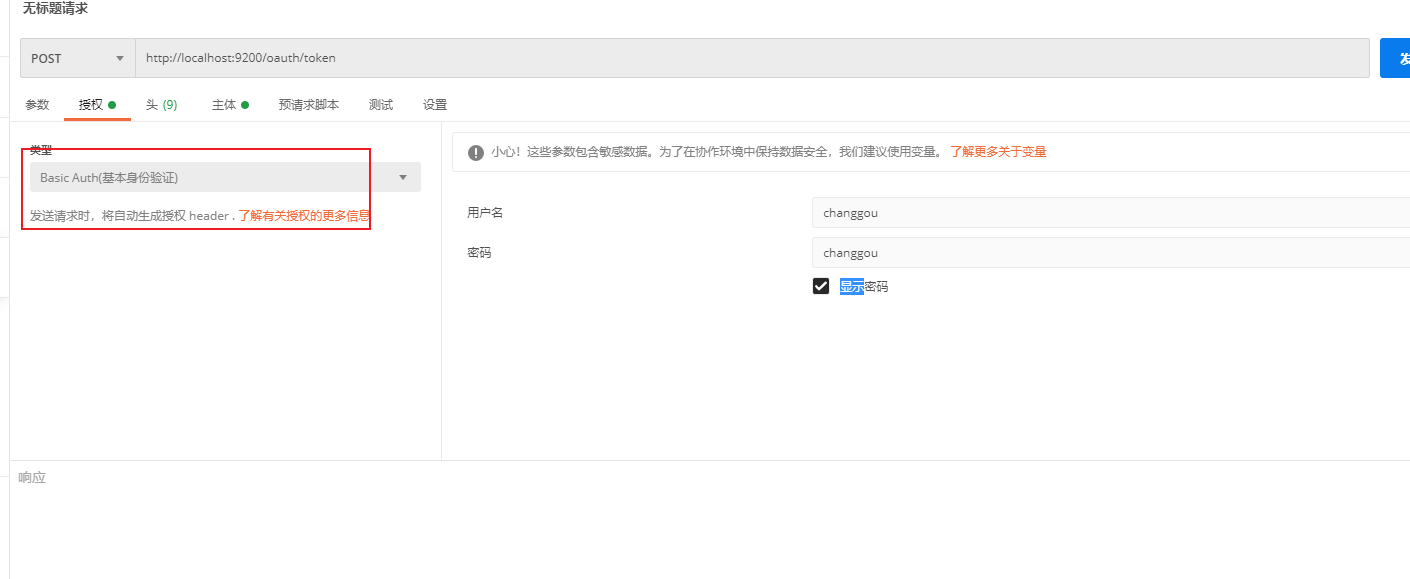 无标题请求
POST http://localhost:9200/oauth/token 发
参数 授权 头 (9) 主体 预请求脚本 测试 设置
类型
Basic Auth(基本身份验证)
发送请求时，将自动生成授权 header . 了解有关授权的更多信息
小心！这些参数包含敏感数据。为了在协作环境中保持数据安全，我们建议使用变量。 了解更多关于变量
用户名 changgou
密码 changgou
显示密码
响应